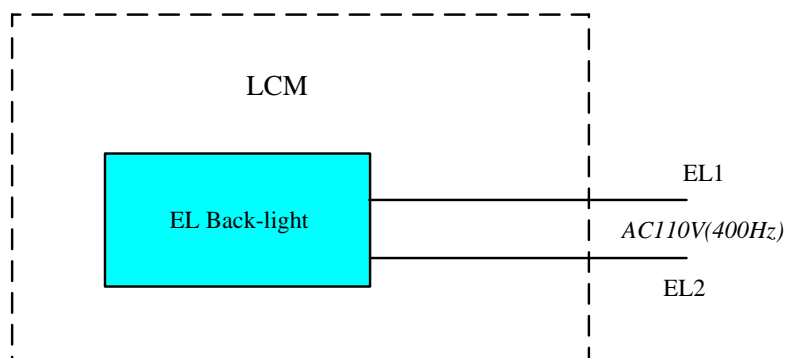 LCM
EL1
EL Back-light
AC110V(400Hz)
EL2